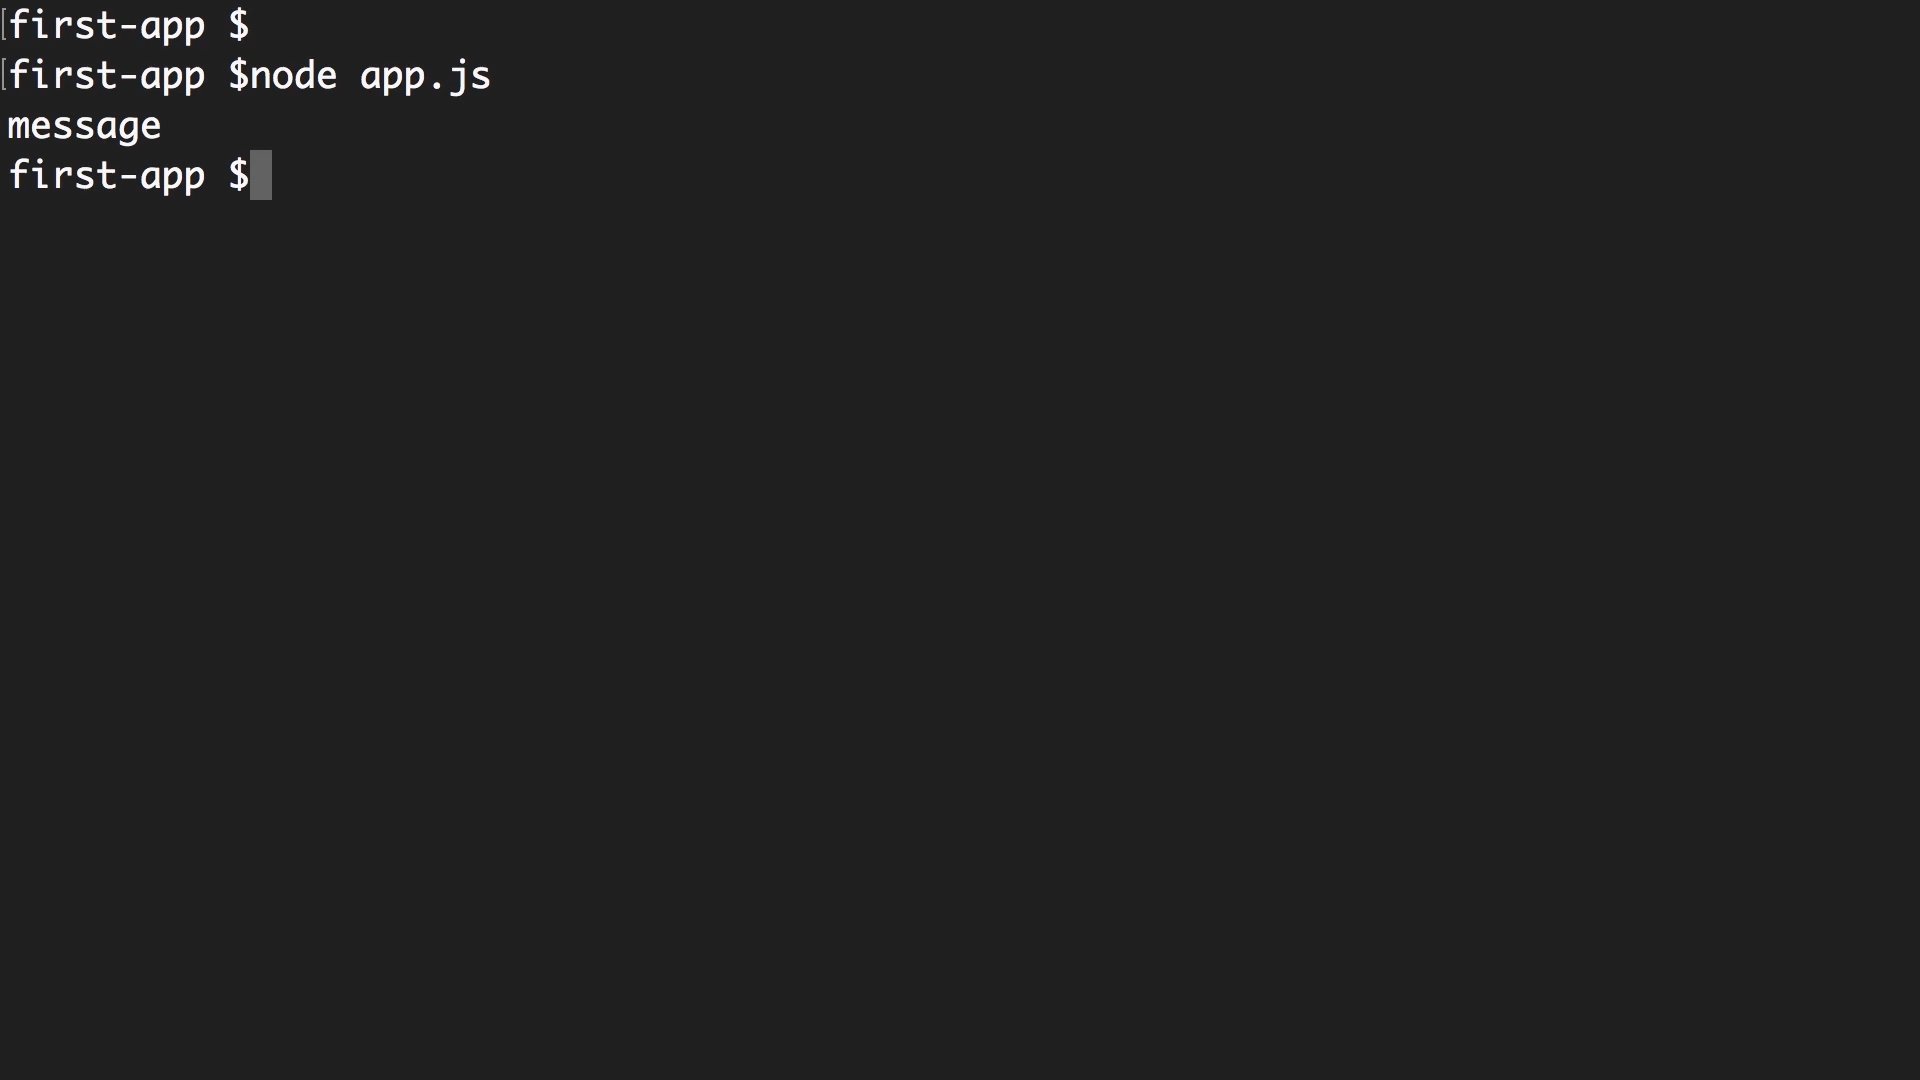 [first-app $
[first-app $node app.js
message
first-app $